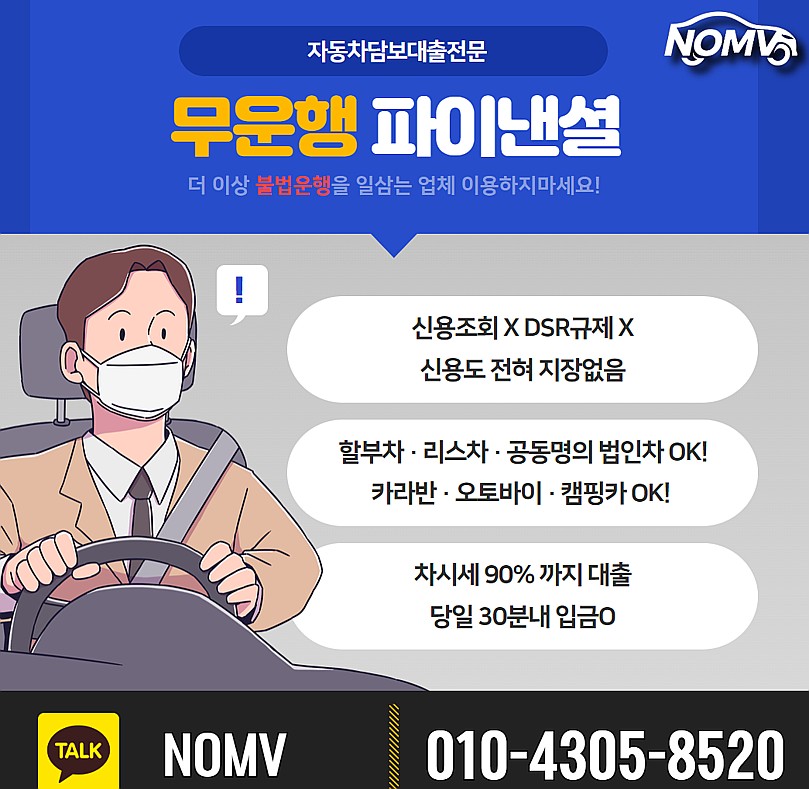 자동차담보대출전문
NOMV
무운행 파이낸셜
더 이상 불법운행을 일삼는 업체 이용하지마세요!
!
신용조회 X DSR규제 X
신용도 전혀 지장없음
할부차 · 리스차 · 공동명의 법인차 OK!
카라반 · 오토바이 · 캠핑카 OK!
차시세 90% 까지 대출
당일 30분내 입금O
TALK
NOMV
010-4305-8520